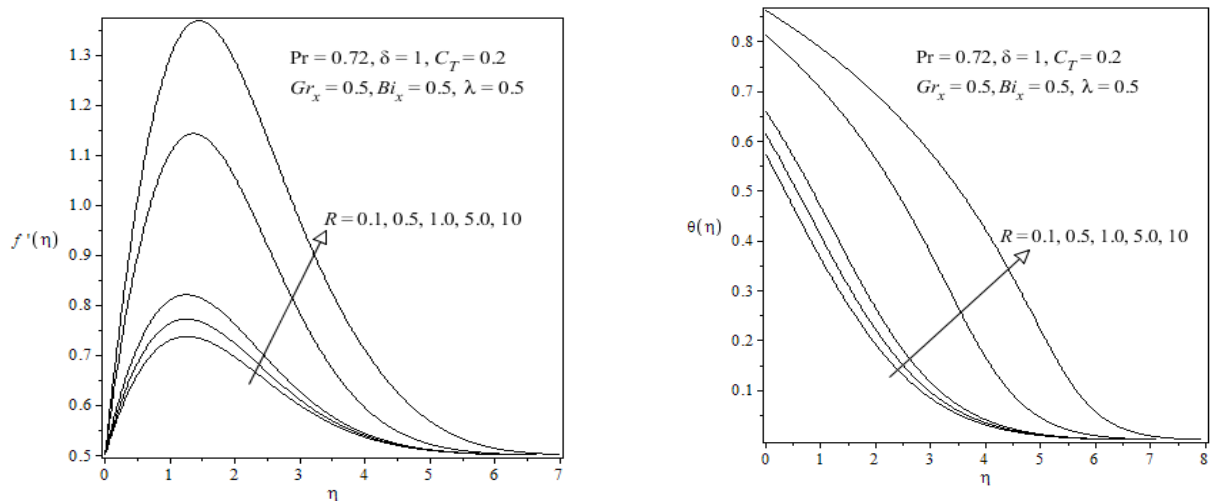 1.3
1.2
1.1
1.0
0.9
0.8
0.7
0.6
0.5
f '(η)
0 1 2 3 4 5 6 7
η
Pr = 0.72, δ = 1, C_T = 0.2
Gr_x = 0.5, Bi_x = 0.5, λ = 0.5
R = 0.1, 0.5, 1.0, 5.0, 10
0.8
0.7
0.6
0.5
0.4
0.3
0.2
0.1
θ(η)
0 1 2 3 4 5 6 7 8
η
Pr = 0.72, δ = 1, C_T = 0.2
Gr_x = 0.5, Bi_x = 0.5, λ = 0.5
R = 0.1, 0.5, 1.0, 5.0, 10